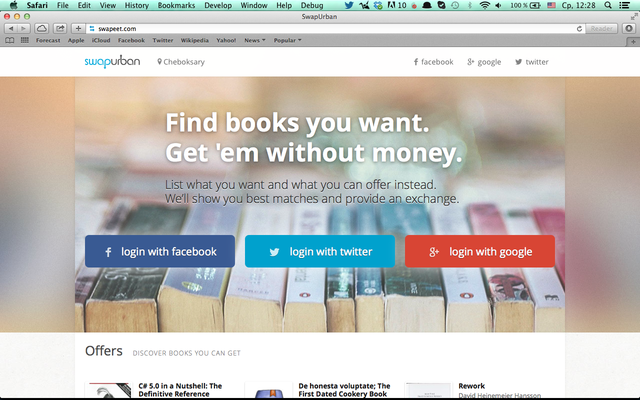 Safari File Edit View History Bookmarks Develop Window Help Debug 10 100 % Ср, 12:28
SwapUrban
swapeet.com Reader
Forecast Apple iCloud Facebook Twitter Wikipedia Yahoo! News Popular
swapurban Cheboksary facebook google twitter
Find books you want.
Get 'em without money.
List what you want and what you can offer instead.
We'll show you best matches and provide an exchange.
login with facebook login with twitter login with google
Offers DISCOVER BOOKS YOU CAN GET
C# 5.0 in a Nutshell: The Definitive Reference
De honesta voluptate; The First Dated Cookery Book
Rework
David Heinemeier Hansson